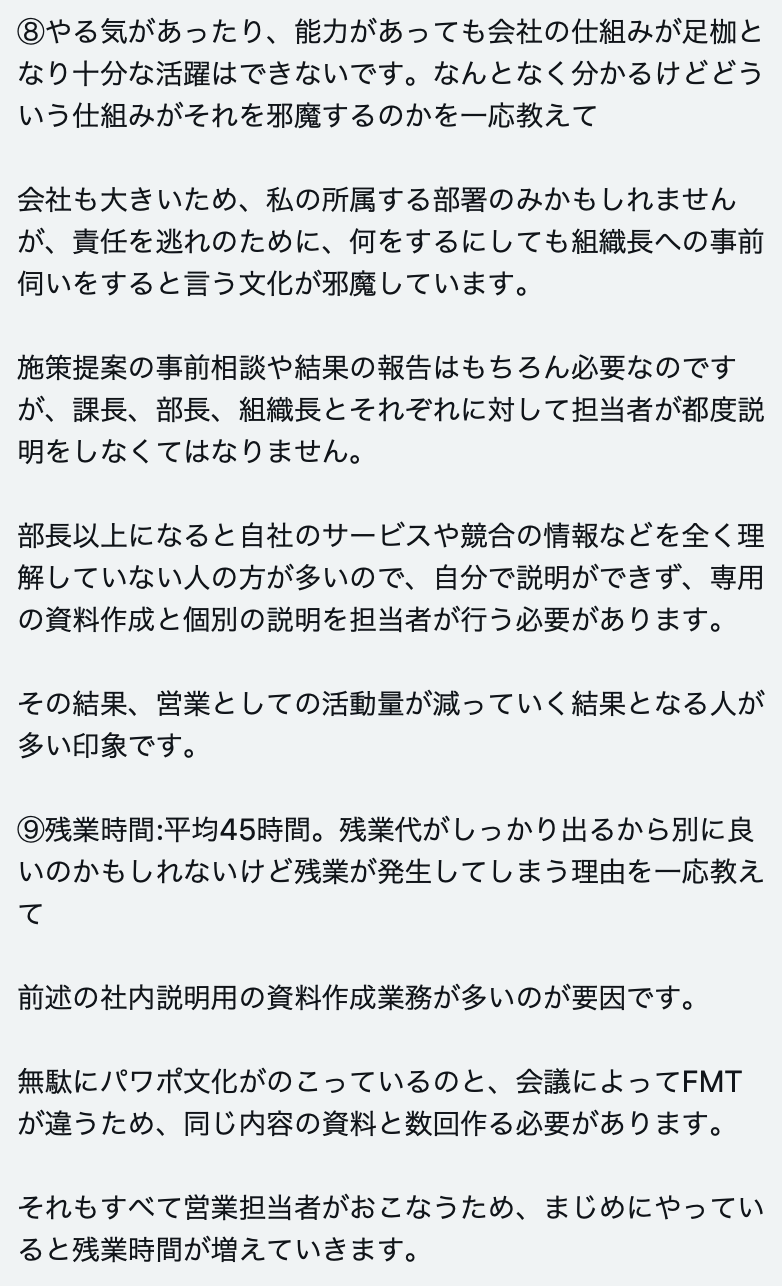 ⑧やる気があったり、能力があっても会社の仕組みが足枷と
なり十分な活躍はできないです。なんとなく分かるけどどう
いう仕組みがそれを邪魔するのかを一応教えて
会社も大きいため、私の所属する部署のみかもしれません
が、責任を逃れのために、何をするにしても組織長への事前
伺いをすると言う文化が邪魔しています。
施策提案の事前相談や結果の報告はもちろん必要なのです
が、課長、部長、組織長とそれぞれに対して担当者が都度説
明をしなくてはなりません。
部長以上になると自社のサービスや競合の情報などを全く理
解していない人の方が多いので、自分で説明ができず、専用
の資料作成と個別の説明を担当者が行う必要があります。
その結果、営業としての活動量が減っていく結果となる人が
多い印象です。
⑨残業時間:平均45時間。残業代がしっかり出るから別に良
いのかもしれないけど残業が発生してしまう理由を一応教え
て
前述の社内説明用の資料作成業務が多いのが要因です。
無駄にパワポ文化がのこっているのと、会議によってFMT
が違うため、同じ内容の資料と数回作る必要があります。
それもすべて営業担当者がおこなうため、まじめにやってい
ると残業時間が増えていきます。